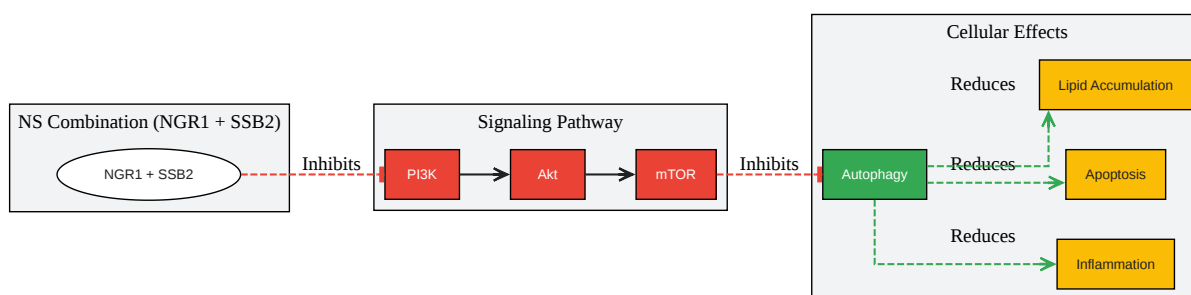 Cellular Effects
Reduces
Lipid Accumulation
NS Combination (NGR1 + SSB2)
Signaling Pathway
NGR1 + SSB2
Inhibits
PI3K
Akt
mTOR
Inhibits
Autophagy
Reduces
Apoptosis
Reduces
Inflammation